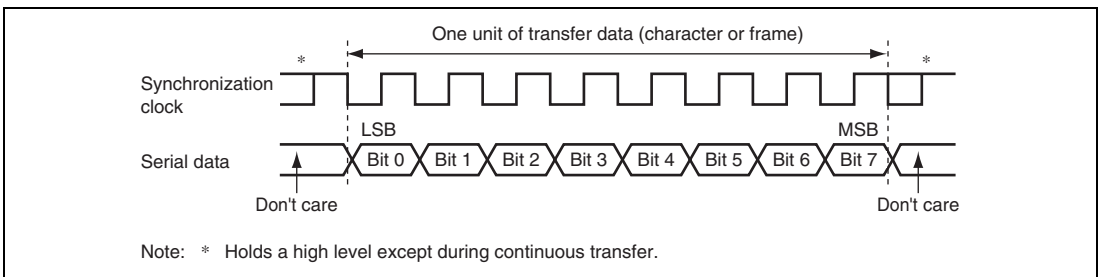 One unit of transfer data (character or frame)
* *
Synchronization
clock
LSB MSB
Serial data Bit 0 Bit 1 Bit 2 Bit 3 Bit 4 Bit 5 Bit 6 Bit 7
Don't care Don't care
Note: * Holds a high level except during continuous transfer.